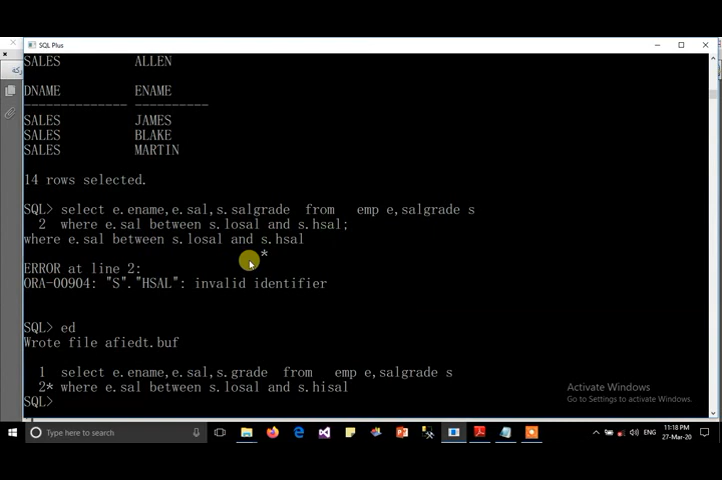 SQL Plus
SALES ALLEN
DNAME ENAME
-------------- ----------
SALES JAMES
SALES BLAKE
SALES MARTIN
14 rows selected.
SQL> select e.ename,e.sal,s.salgrade from emp e,salgrade s
2 where e.sal between s.losal and s.hsal;
where e.sal between s.losal and s.hsal
*
ERROR at line 2:
ORA-00904: "S"."HSAL": invalid identifier
SQL> ed
Wrote file afiedt.buf
1 select e.ename,e.sal,s.grade from emp e,salgrade s
2* where e.sal between s.losal and s.hisal
SQL>
Activate Windows
Go to Settings to activate Windows.
Type here to search
ENG
11:18 PM
27-Mar-20